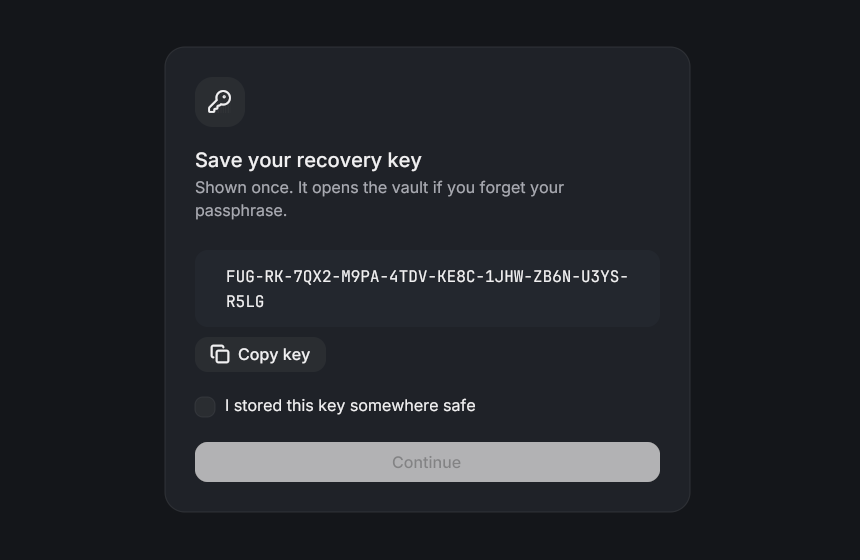 Save your recovery key
Shown once. It opens the vault if you forget your
passphrase.
FUG-RK-7QX2-M9PA-4TDV-KE8C-1JHW-ZB6N-U3YS-
R5LG
Copy key
I stored this key somewhere safe
Continue